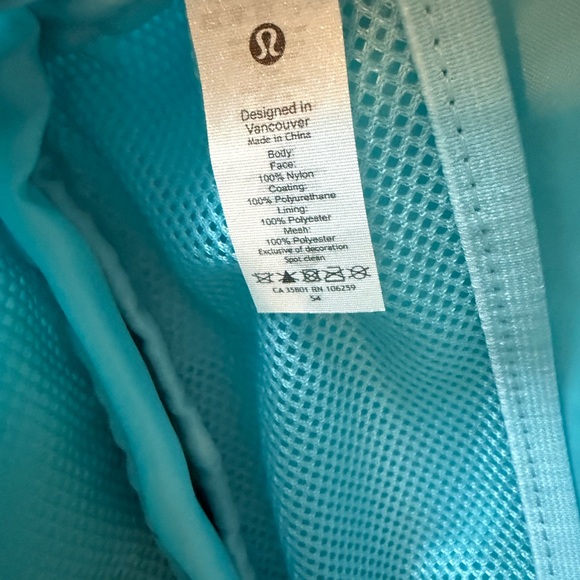 Designed in
Vancouver
Made in China
Body:
Face:
100% Nylon
Coating:
100% Polyurethane
Lining:
100% Polyester
Mesh:
100% Polyester
Exclusive of decoration
Spot clean
CA 35801 RN 106259
54